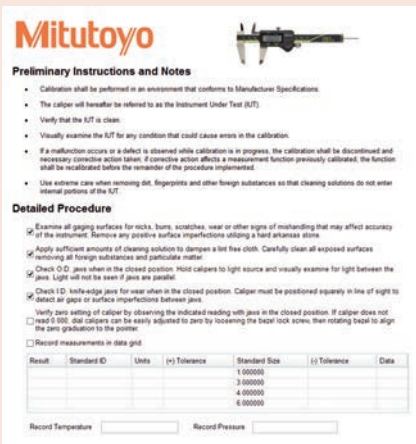 Mitutoyo
Preliminary Instructions and Notes
• Calibration shall be performed in an environment that conforms to Manufacturer Specifications.
• The caliper will hereafter be referred to as the Instrument Under Test (IUT).
• Verify that the IUT is clean.
• Visually examine the IUT for any condition that could cause errors in the calibration.
• If a malfunction occurs or a defect is observed while calibration is in progress, the calibration shall be discontinued and
necessary corrective action taken; if corrective action affects a measurement function previously calibrated, the function
shall be recalibrated before the remainder of the procedure implemented.
• Use extreme care when removing dirt, fingerprints and other foreign substances so that cleaning solutions do not enter
internal portions of the IUT.
Detailed Procedure
Examine all gaging surfaces for nicks, burrs, scratches, wear or other signs of mishandling that may affect accuracy
of the instrument. Remove any positive surface imperfections utilizing a hard arkansas stone.
Apply sufficient amounts of cleaning solution to dampen a lint free cloth. Carefully clean all exposed surfaces
removing all foreign substances and particulate matter.
Check O.D. jaws when in the closed position. Hold calipers to light source and visually examine for light between the
jaws. Light will not be seen if jaws are parallel.
Check I.D. knife-edge jaws for wear when in the closed position. Caliper must be positioned squarely in line of sight to
detect air gaps or surface imperfections between jaws.
Verify zero setting of caliper by observing the indicated reading with jaws in the closed position. If caliper does not
read 0.000, dial calipers can be easily adjusted to zero by loosening the bezel lock screw, then rotating bezel to align
the zero graduation to the pointer.
Record measurements in data grid
Result Standard ID Units (+) Tolerance Standard Size (-) Tolerance Data
1.000000
3.000000
4.000000
6.000000
Record Temperature Record Pressure